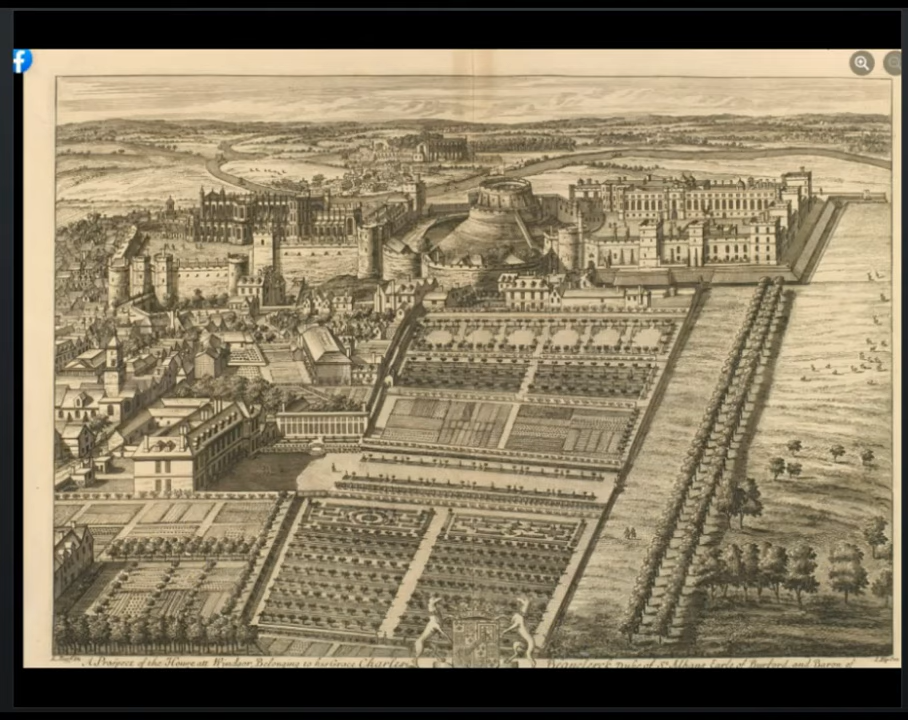 A Prospect of the House att Windsor Belonging to his Grace Charles Beauclerck Duke of St. Albans Earle of Burford, and Baron of